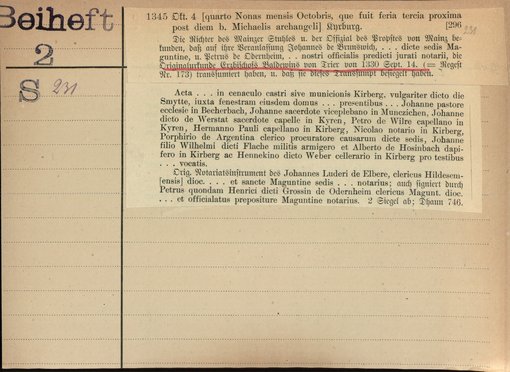 Beiheft
2
S 231
1345 Okt. 4 [quarto Nonas mensis Octobris, que fuit feria tercia proxima
post diem b. Michaelis archangeli] Kyrburg. [296
Die Richter des Mainzer Stuhles u. der Offizial des Propstes von Mainz be-
kunden, daß auf ihre Veranlassung Johannes de Brunswich, . . . dicte sedis Ma-
guntine, u. Petrus de Odernheim, . . nostri officialis predicti jurati notarii, die
Originalurkunde Erzbischofs Baldewins von Trier von 1330 Sept. 14. (= Regest
Nr. 173) transsumiert haben, u. daß sie dieses Transsumpt besiegelt haben.
Acta . . . in cenaculo castri sive municionis Kirberg. vulgariter dicto die
Smytte, iuxta fenestram eiusdem domus . . . presentibus . . . Johanne pastore
ecclesie in Becherbach, Johanne sacerdote viceplebano in Munczichen, Johanne
dicto de Werstat sacerdote capelle in Kyren, Petro de Wilre capellano in
Kyren, Hermanno Pauli capellano in Kirberg, Nicolao notario in Kirberg,
Porphirio de Argentina clerico procuratore causarum dicte sedis, Johanne
filio Wilhelmi dicti Flache militis armigero et Alberto de Hosinbach dapi-
fero in Kirberg ac Hennekino dicto Weber cellerario in Kirberg pro testibus
. . . vocatis.
Orig. Notariatsinstrument des Johannes Luderi de Elbere, clericus Hildesem-
[ensis] dioc. . . . et sancte Maguntine sedis . . . notarius; auch signiert durch
Petrus quondam Henrici dicti Grossin de Odernheim clericus Magunt. dioc.
. . . et officialatus prepositure Maguntine notarius. 2 Siegel ab; Dhaun 746.